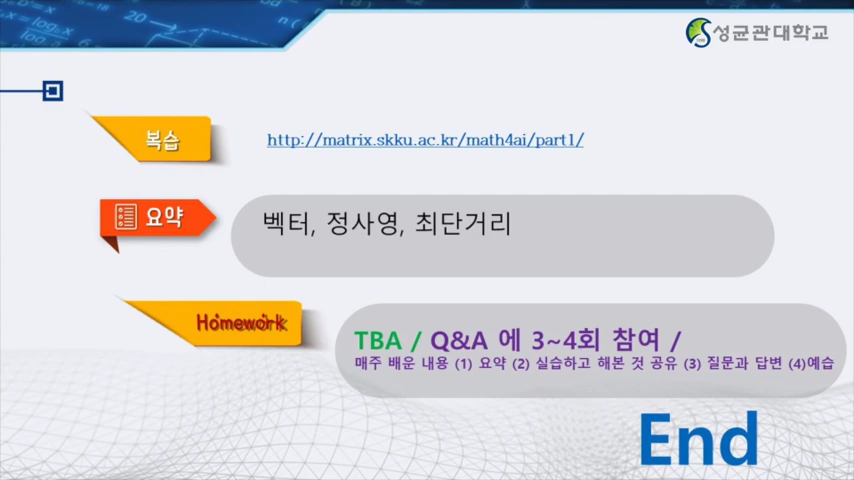 성균관대학교
복습
http://matrix.skku.ac.kr/math4ai/part1/
요약
벡터, 정사영, 최단거리
Homework
TBA / Q&A 에 3~4회 참여 /
매주 배운 내용 (1) 요약 (2) 실습하고 해본 것 공유 (3) 질문과 답변 (4)예습
End